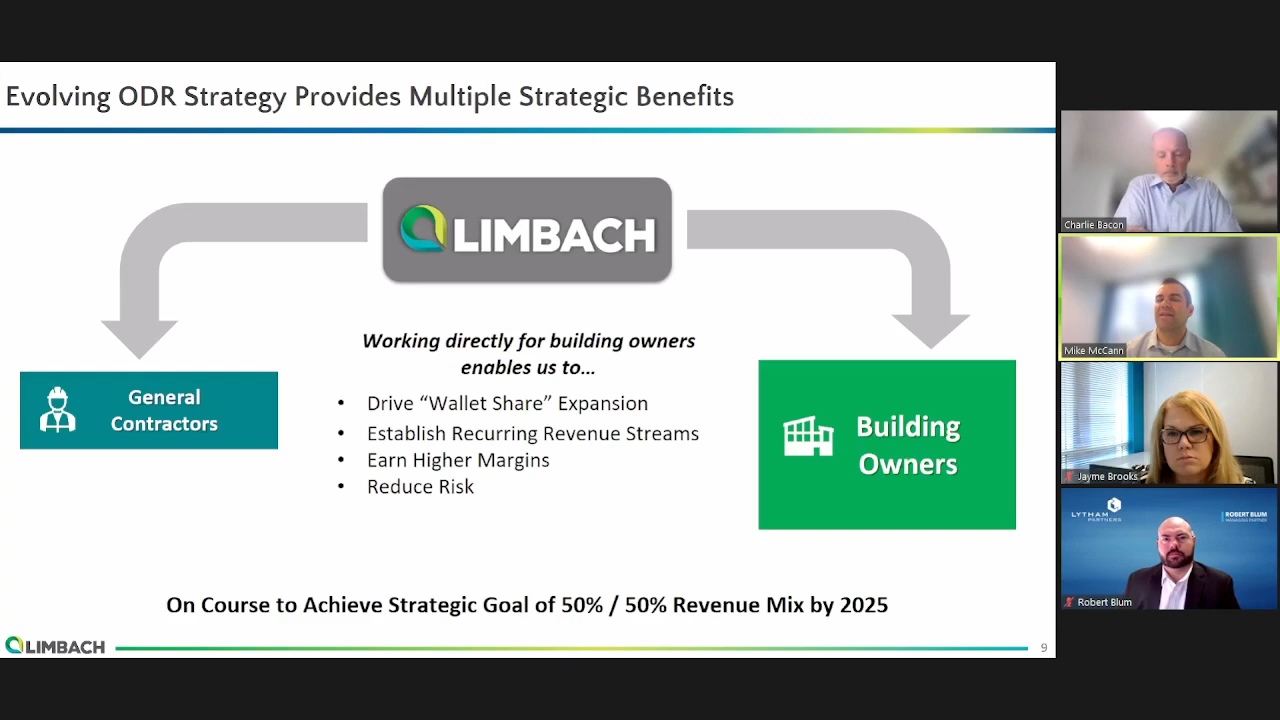 Evolving ODR Strategy Provides Multiple Strategic Benefits
LIMBACH
General
Contractors
Working directly for building owners
enables us to...
• Drive “Wallet Share” Expansion
• Establish Recurring Revenue Streams
• Earn Higher Margins
• Reduce Risk
Building
Owners
On Course to Achieve Strategic Goal of 50% / 50% Revenue Mix by 2025
LIMBACH
9
Charlie Bacon
Mike McCann
Jayme Brooks
LYTHAM
PARTNERS
ROBERT BLUM
MANAGING PARTNER
Robert Blum